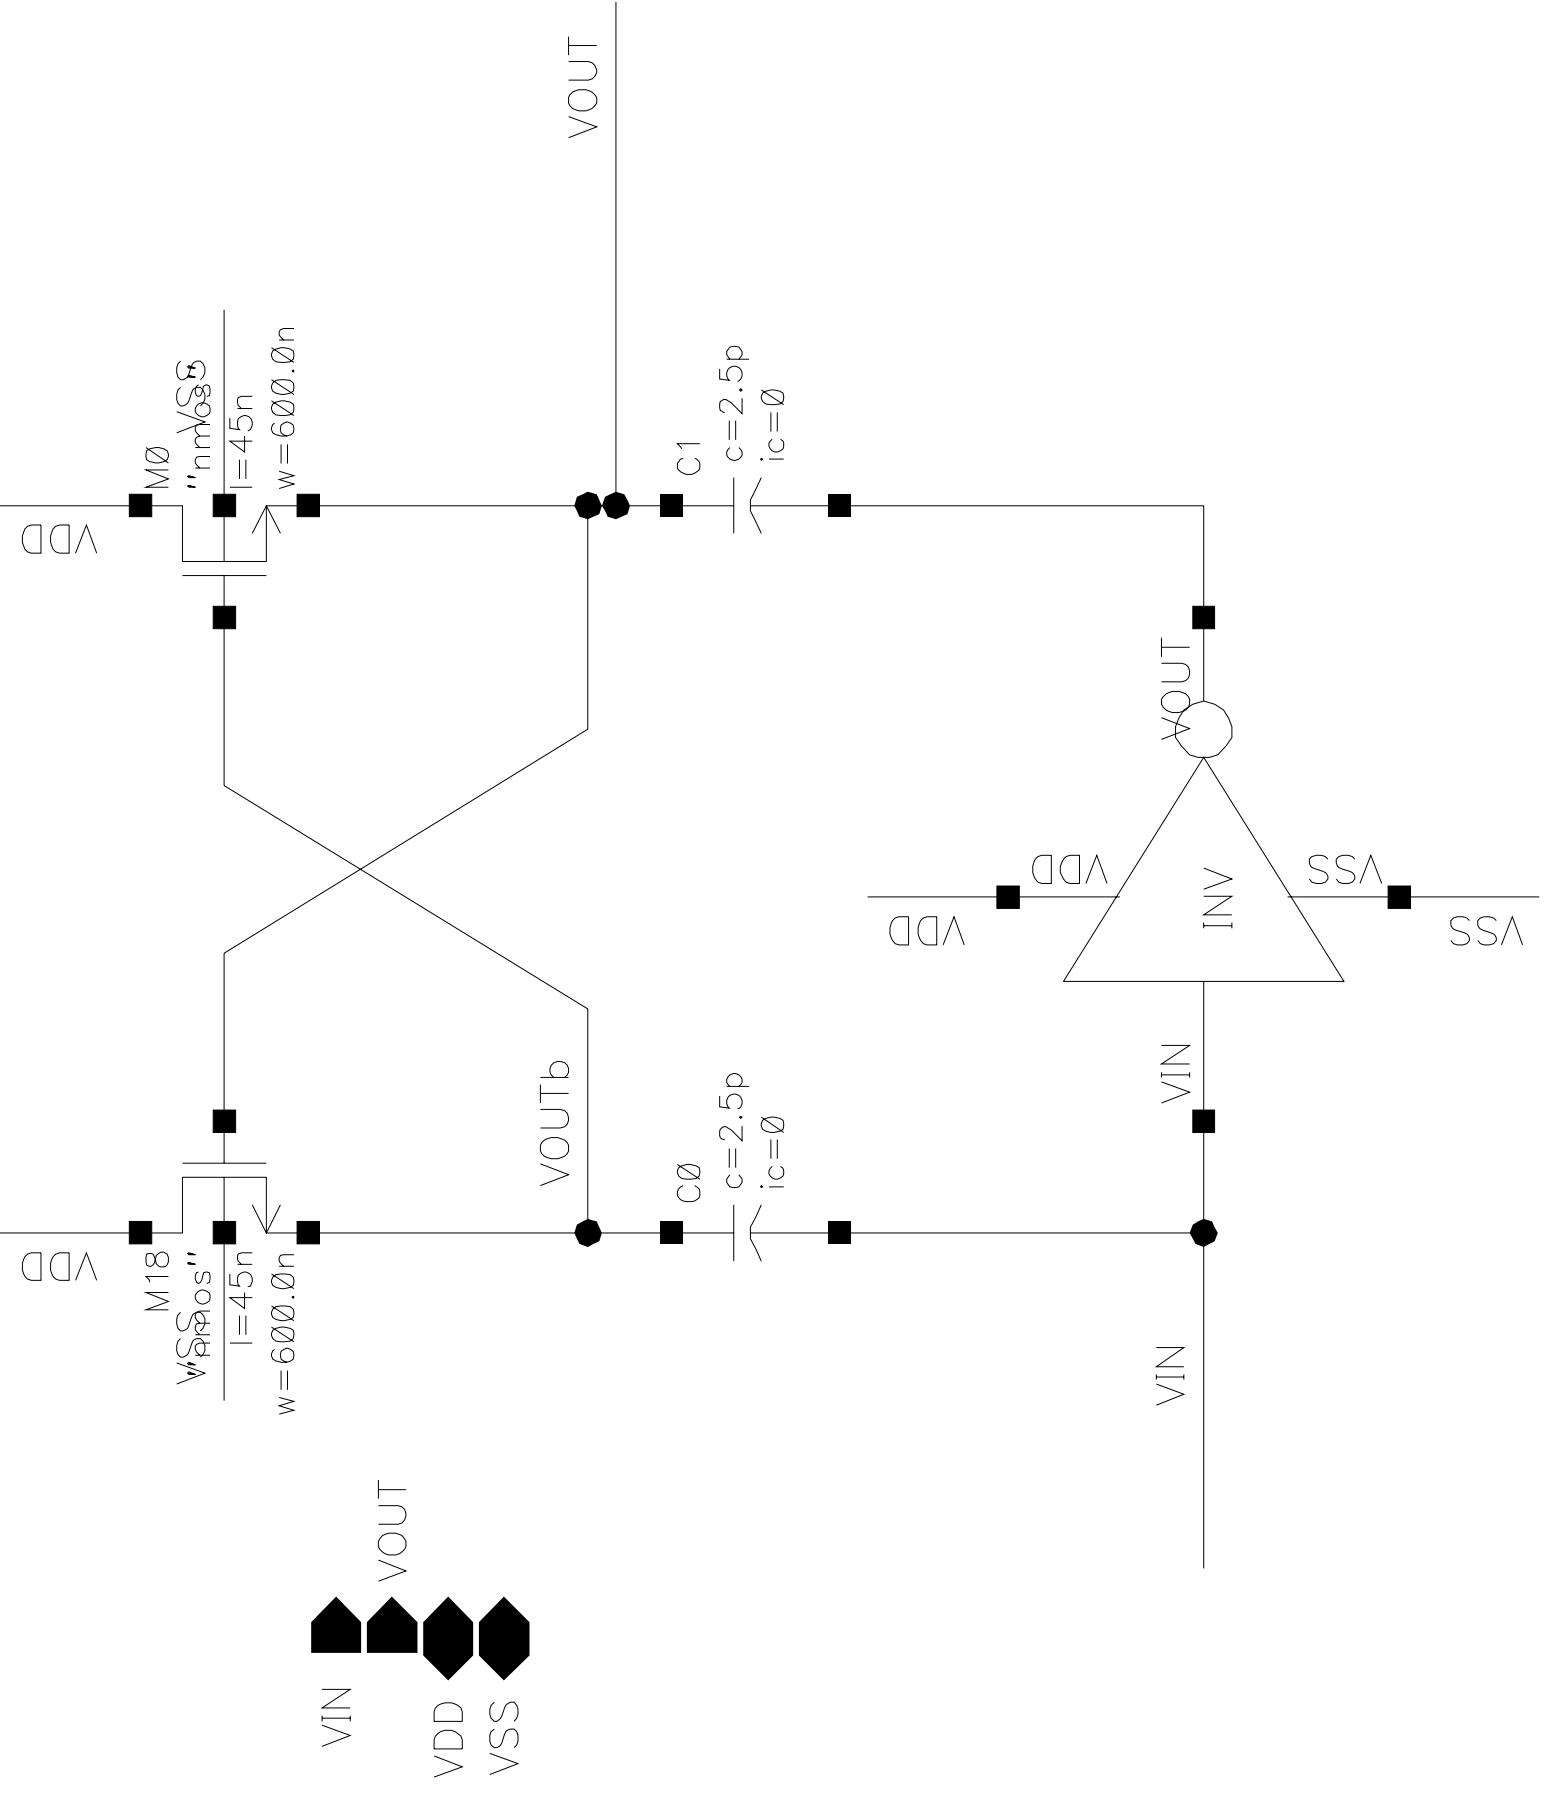 VDD
M18
VSS
"nmos"
l=45n
w=600.0n
VDD
M0
VSS
"nmos"
l=45n
w=600.0n
VOUTb
VOUT
C0
c=2.5p
ic=0
C1
c=2.5p
ic=0
VDD
VDD
VIN
VIN
INV
VOUT
VSS
VSS
VIN
VOUT
VDD
VSS